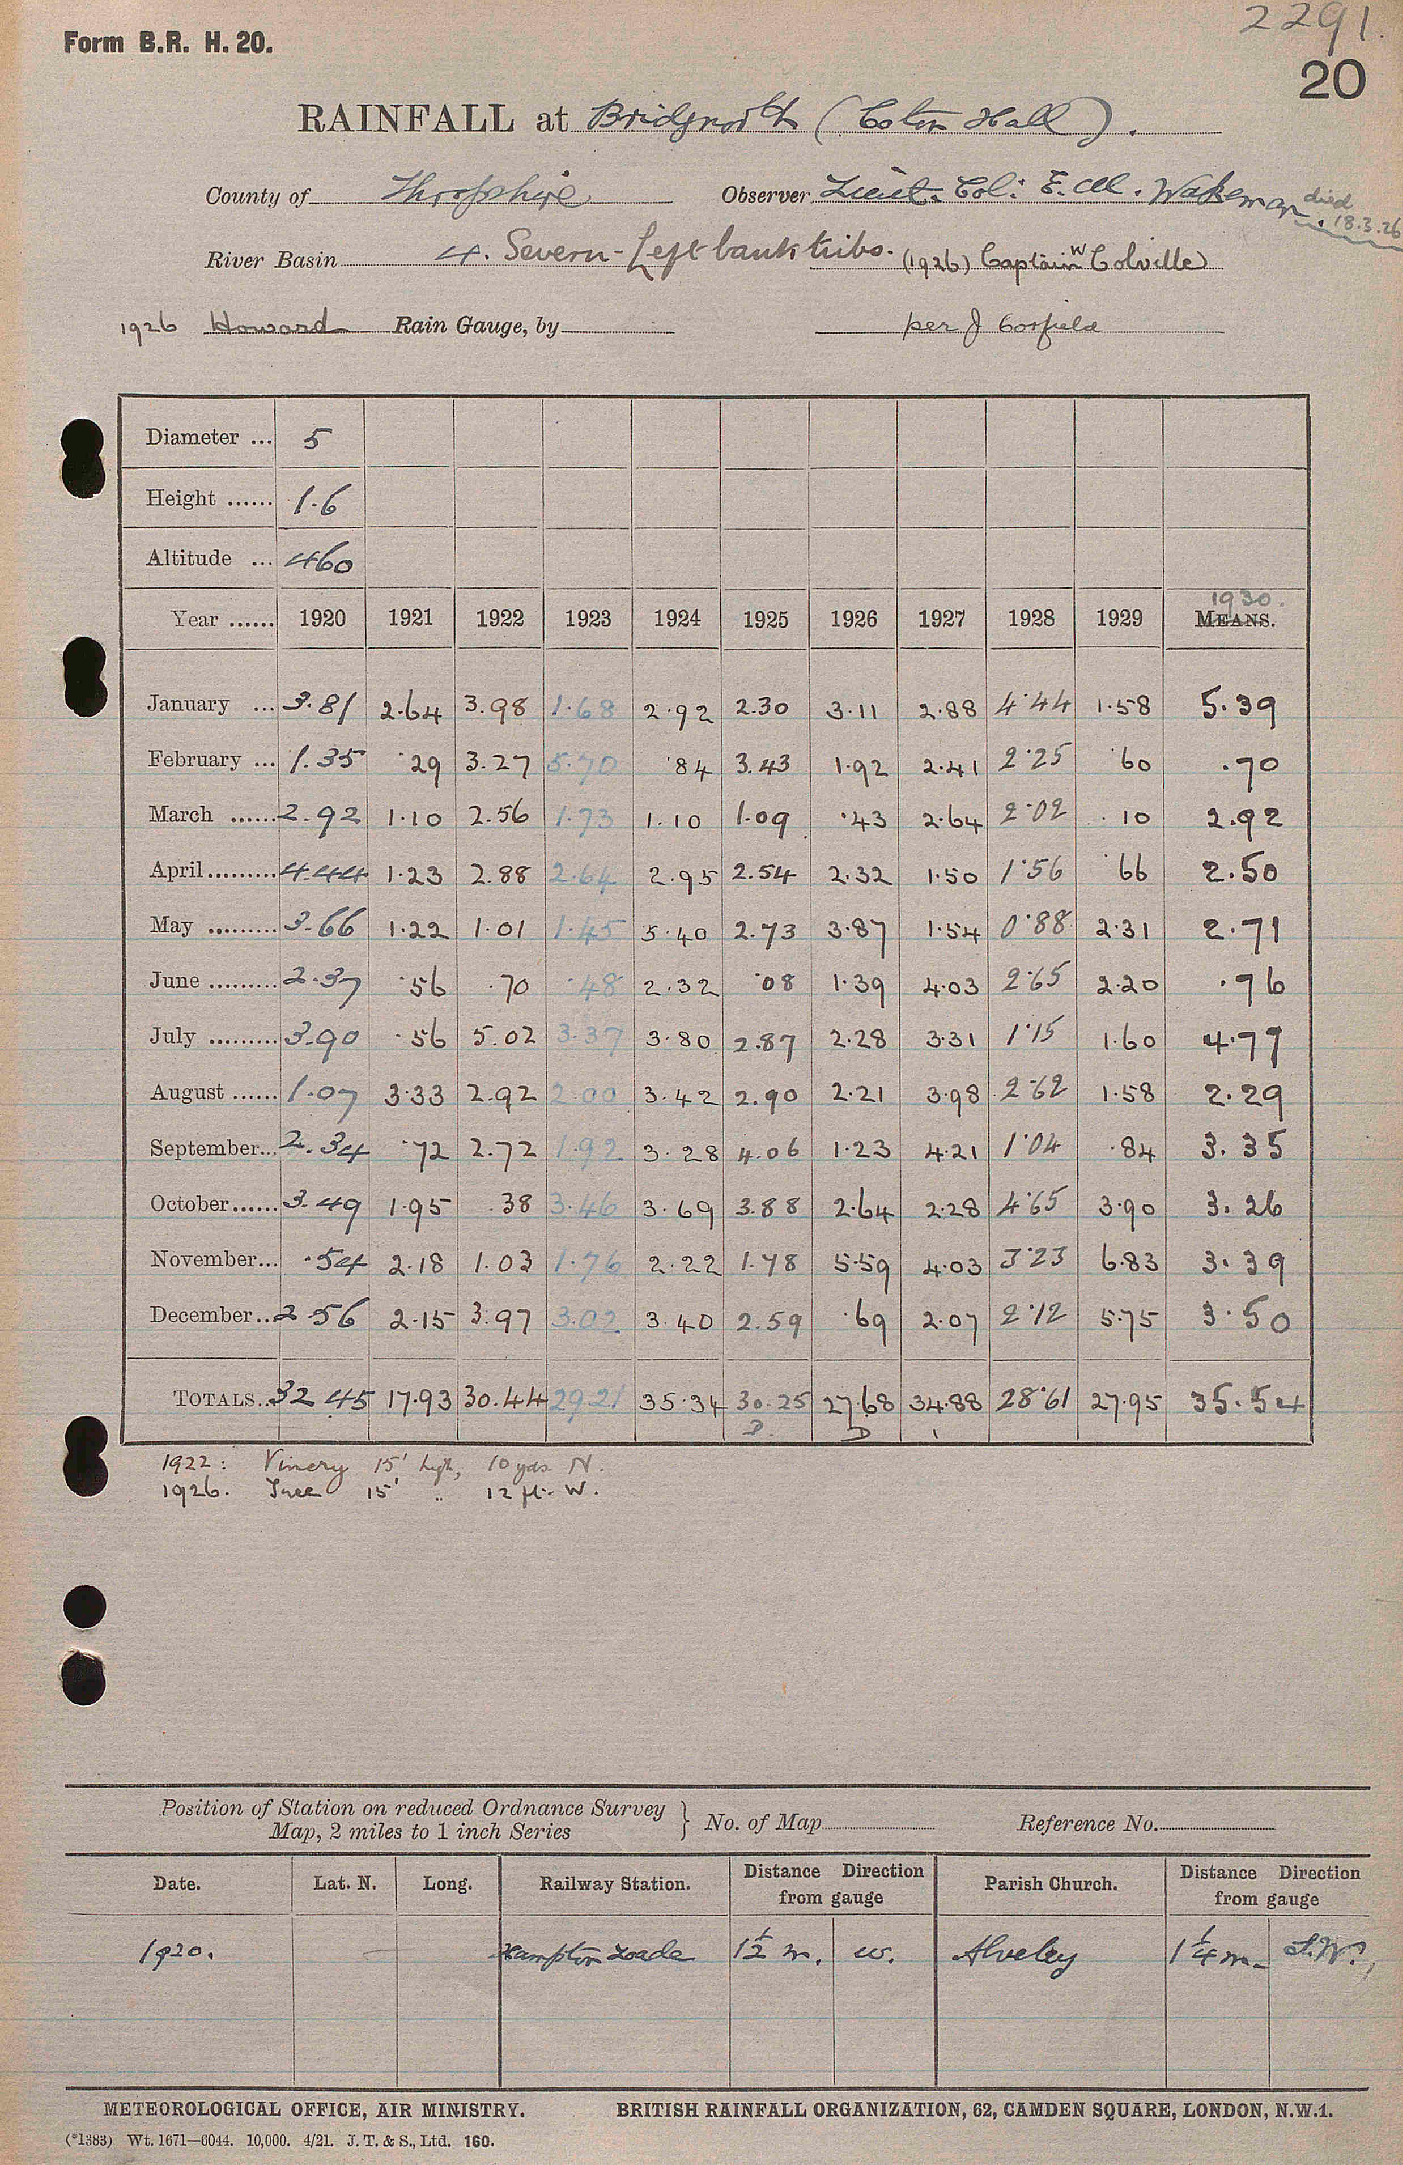 2291.
Form B.R. H. 20.
20
RAINFALL at Bridgnorth (Coton Hall).
County of Shropshire Observer Lieut. Col: E. M. Wakeman died 18.3.26
River Basin 4. Severn - Left bank tribs. (1926) Captain W Colville
1926 Howard Rain Gauge, by per J Corfield
Diameter ... 5
Height ...... 1.6
Altitude ... 460
Year ...... 1920 1921 1922 1923 1924 1925 1926 1927 1928 1929 1930. MEANS.
January ... 3.81 2.64 3.98 1.68 2.92 2.30 3.11 2.88 4.44 1.58 5.39
February ... 1.35 .29 3.27 5.70 .84 3.43 1.92 2.41 2.25 .60 .70
March ...... 2.92 1.10 2.56 1.73 1.10 1.09 .43 2.64 2.02 .10 2.92
April......... 4.44 1.23 2.88 2.64 2.95 2.54 2.32 1.50 1.56 .66 2.50
May ......... 3.66 1.22 1.01 1.45 5.40 2.73 3.87 1.54 0.88 2.31 2.71
June ......... 2.37 .56 .70 .48 2.32 .08 1.39 4.03 2.65 2.20 .76
July ......... 3.90 .56 5.02 3.37 3.80 2.87 2.28 3.31 1.15 1.60 4.77
August ...... 1.07 3.33 2.92 2.00 3.42 2.90 2.21 3.98 2.62 1.58 2.29
September... 2.34 .72 2.72 1.92 3.28 4.06 1.23 4.21 1.04 .84 3.35
October...... 3.49 1.95 .38 3.46 3.69 3.88 2.64 2.28 4.65 3.90 3.26
November... .54 2.18 1.03 1.76 2.22 1.78 5.59 4.03 3.23 6.83 3.39
December.. 2.56 2.15 3.97 3.02 3.40 2.59 .69 2.07 2.12 5.75 3.50
TOTALS.. 32.45 17.93 30.44 29.21 35.34 30.25 27.68 34.88 28.61 27.95 35.54
1922: Vinery 15' high, 10 yds. N.
1926. Tree 15' " 12 ft. W.
Position of Station on reduced Ordnance Survey
Map, 2 miles to 1 inch Series } No. of Map Reference No.
Date. Lat. N. Long. Railway Station. Distance Direction from gauge Parish Church. Distance Direction from gauge
1920. Hampton Loade 1½ m. W. Alveley 1¼ m. S.W.
METEOROLOGICAL OFFICE, AIR MINISTRY. BRITISH RAINFALL ORGANIZATION, 62, CAMDEN SQUARE, LONDON, N.W.1.
(*1383) Wt. 1671—6044. 10,000. 4/21. J. T. & S., Ltd. 160.